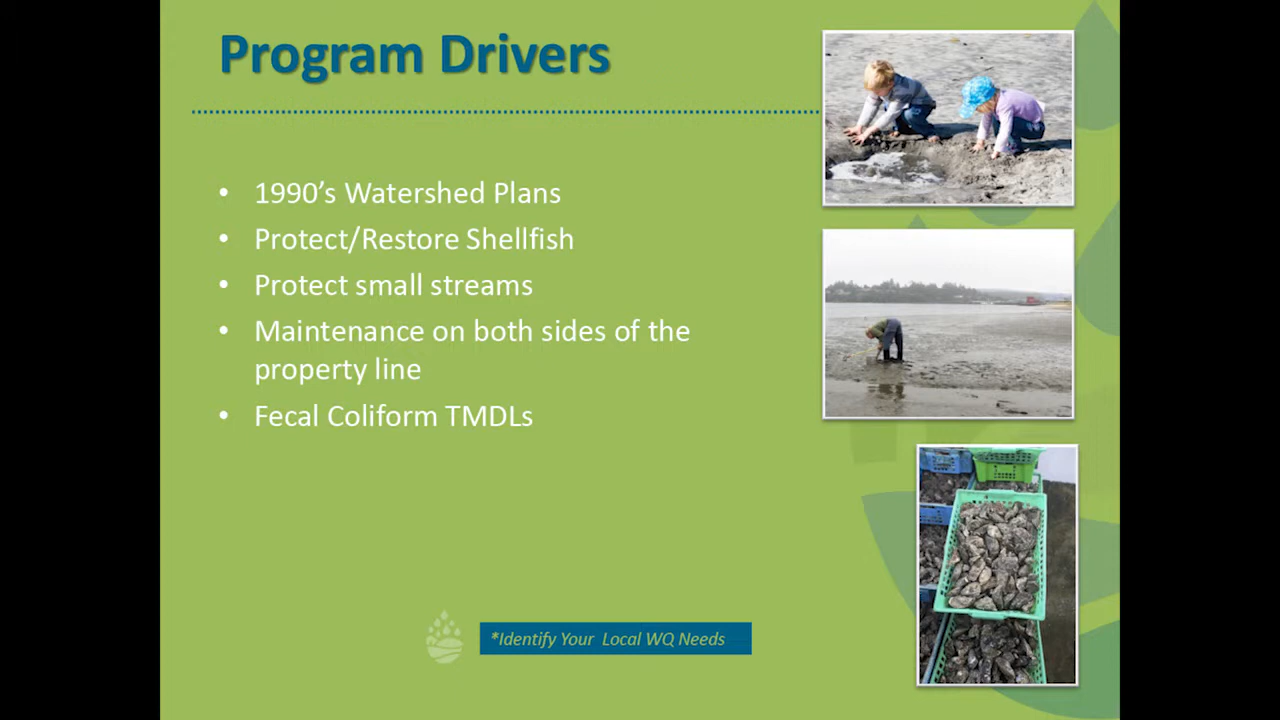 Program Drivers
• 1990’s Watershed Plans
• Protect/Restore Shellfish
• Protect small streams
• Maintenance on both sides of the
property line
• Fecal Coliform TMDLs
*Identify Your Local WQ Needs